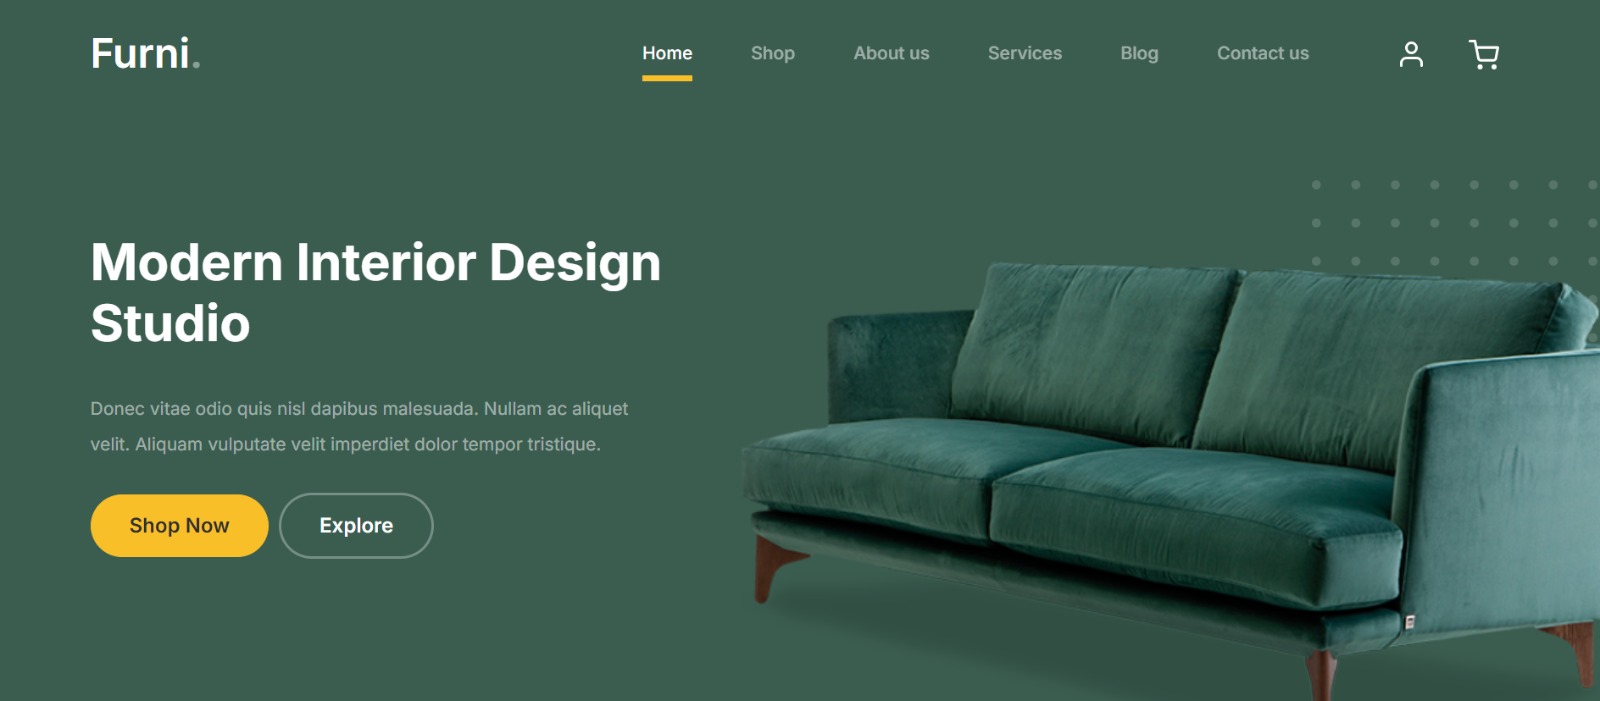 Furni.
Home
Shop
About us
Services
Blog
Contact us
Modern Interior Design
Studio
Donec vitae odio quis nisl dapibus malesuada. Nullam ac aliquet
velit. Aliquam vulputate velit imperdiet dolor tempor tristique.
Shop Now
Explore